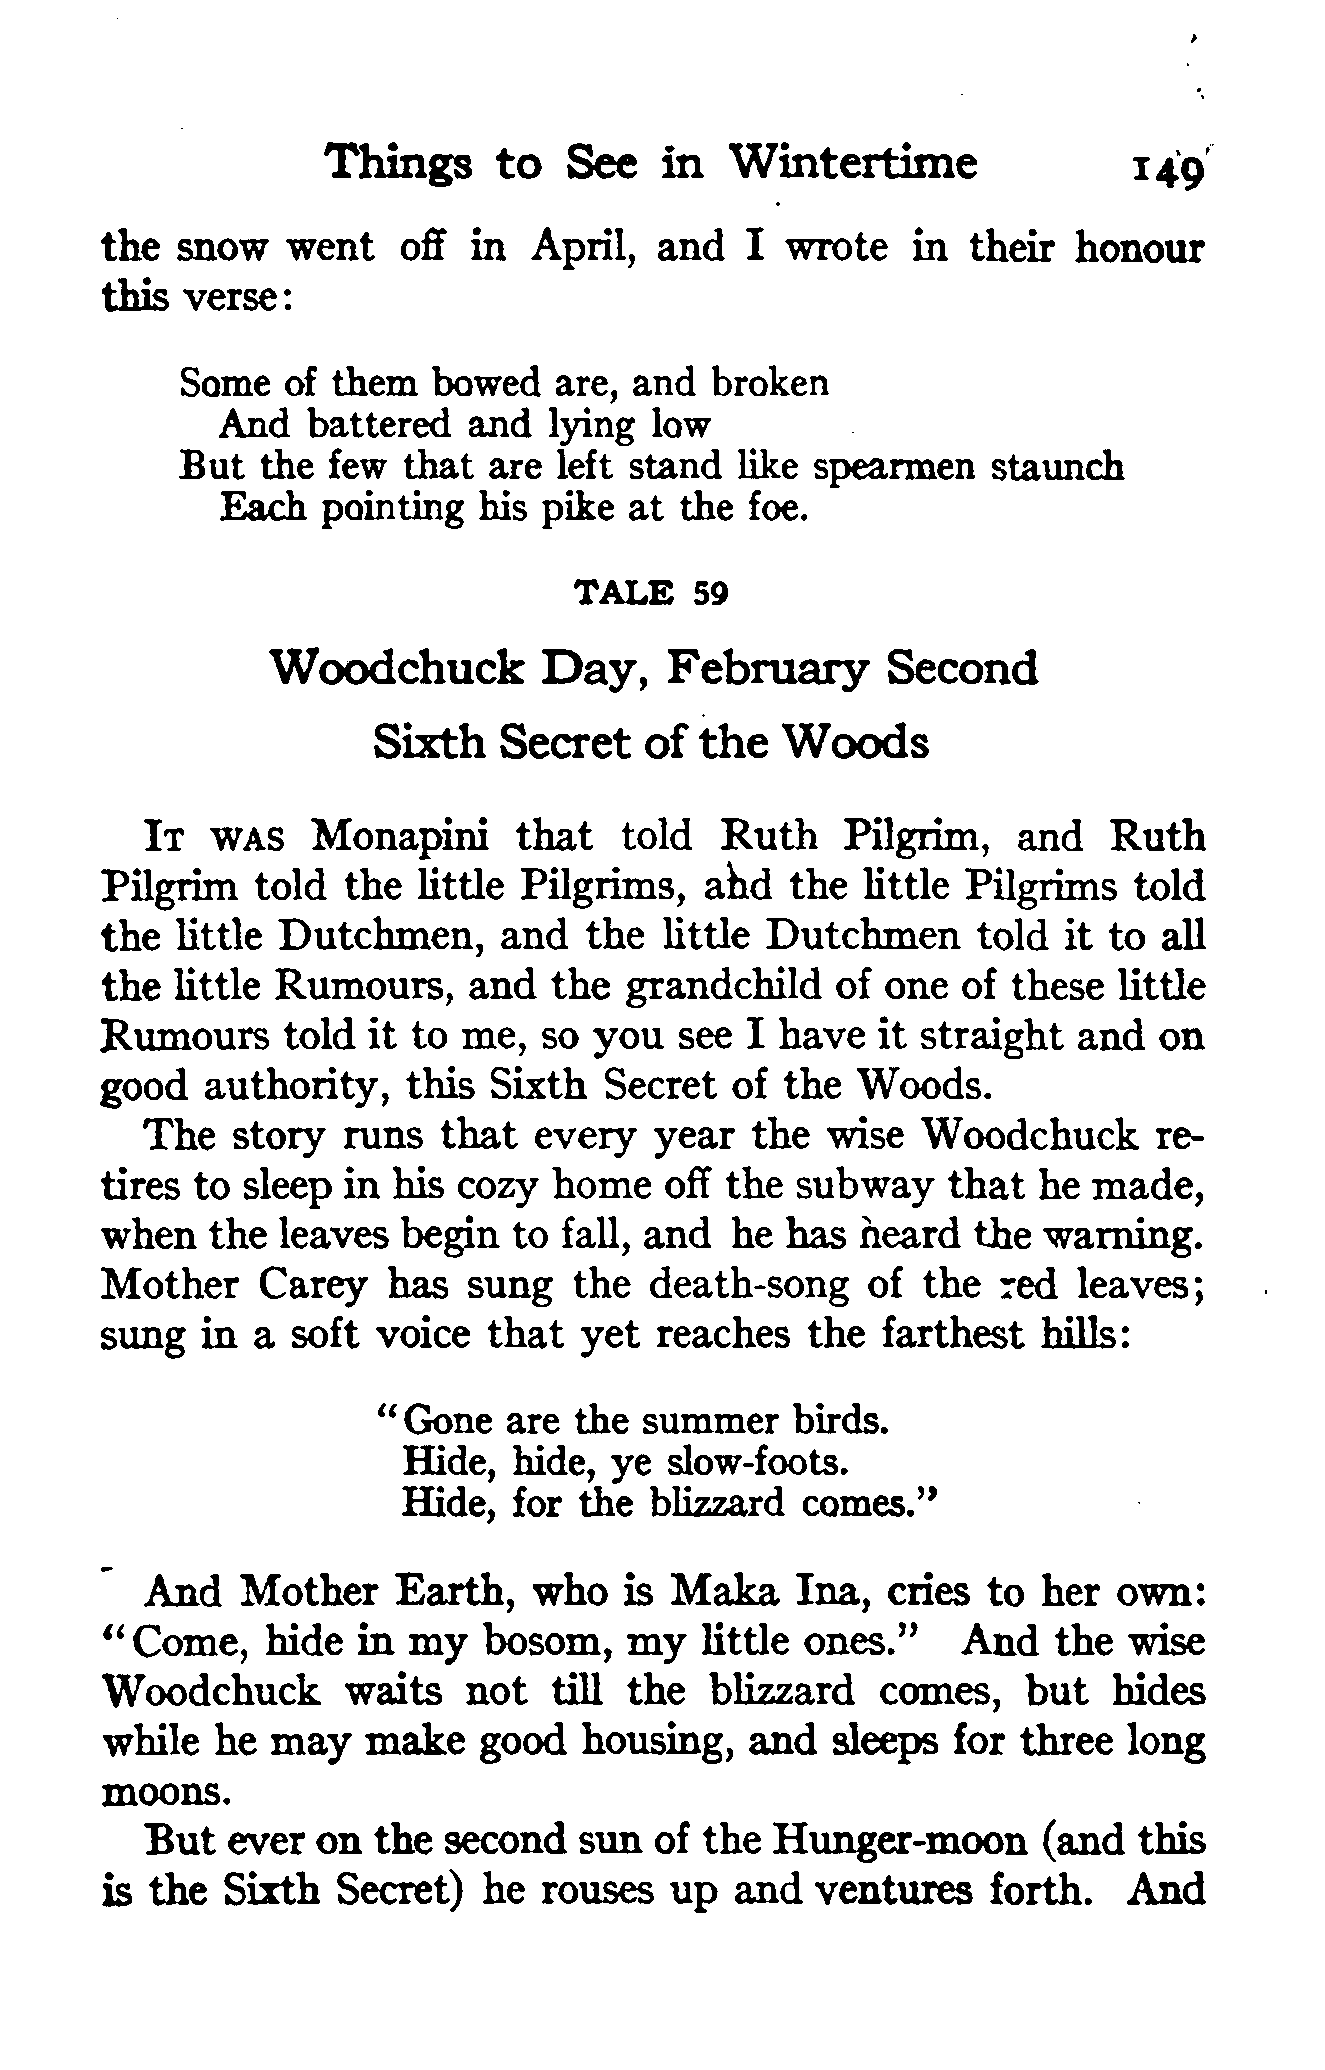 Things to See in Wintertime 149
the snow went off in April, and I wrote in their honour
this verse:
Some of them bowed are, and broken
And battered and lying low
But the few that are left stand like spearmen staunch
Each pointing his pike at the foe.
TALE 59
Woodchuck Day, February Second
Sixth Secret of the Woods
IT WAS Monapini that told Ruth Pilgrim, and Ruth
Pilgrim told the little Pilgrims, and the little Pilgrims told
the little Dutchmen, and the little Dutchmen told it to all
the little Rumours, and the grandchild of one of these little
Rumours told it to me, so you see I have it straight and on
good authority, this Sixth Secret of the Woods.
The story runs that every year the wise Woodchuck re-
tires to sleep in his cozy home off the subway that he made,
when the leaves begin to fall, and he has heard the warning.
Mother Carey has sung the death-song of the red leaves;
sung in a soft voice that yet reaches the farthest hills:
"Gone are the summer birds.
Hide, hide, ye slow-foots.
Hide, for the blizzard comes."
And Mother Earth, who is Maka Ina, cries to her own:
"Come, hide in my bosom, my little ones." And the wise
Woodchuck waits not till the blizzard comes, but hides
while he may make good housing, and sleeps for three long
moons.
But ever on the second sun of the Hunger-moon (and this
is the Sixth Secret) he rouses up and ventures forth. And